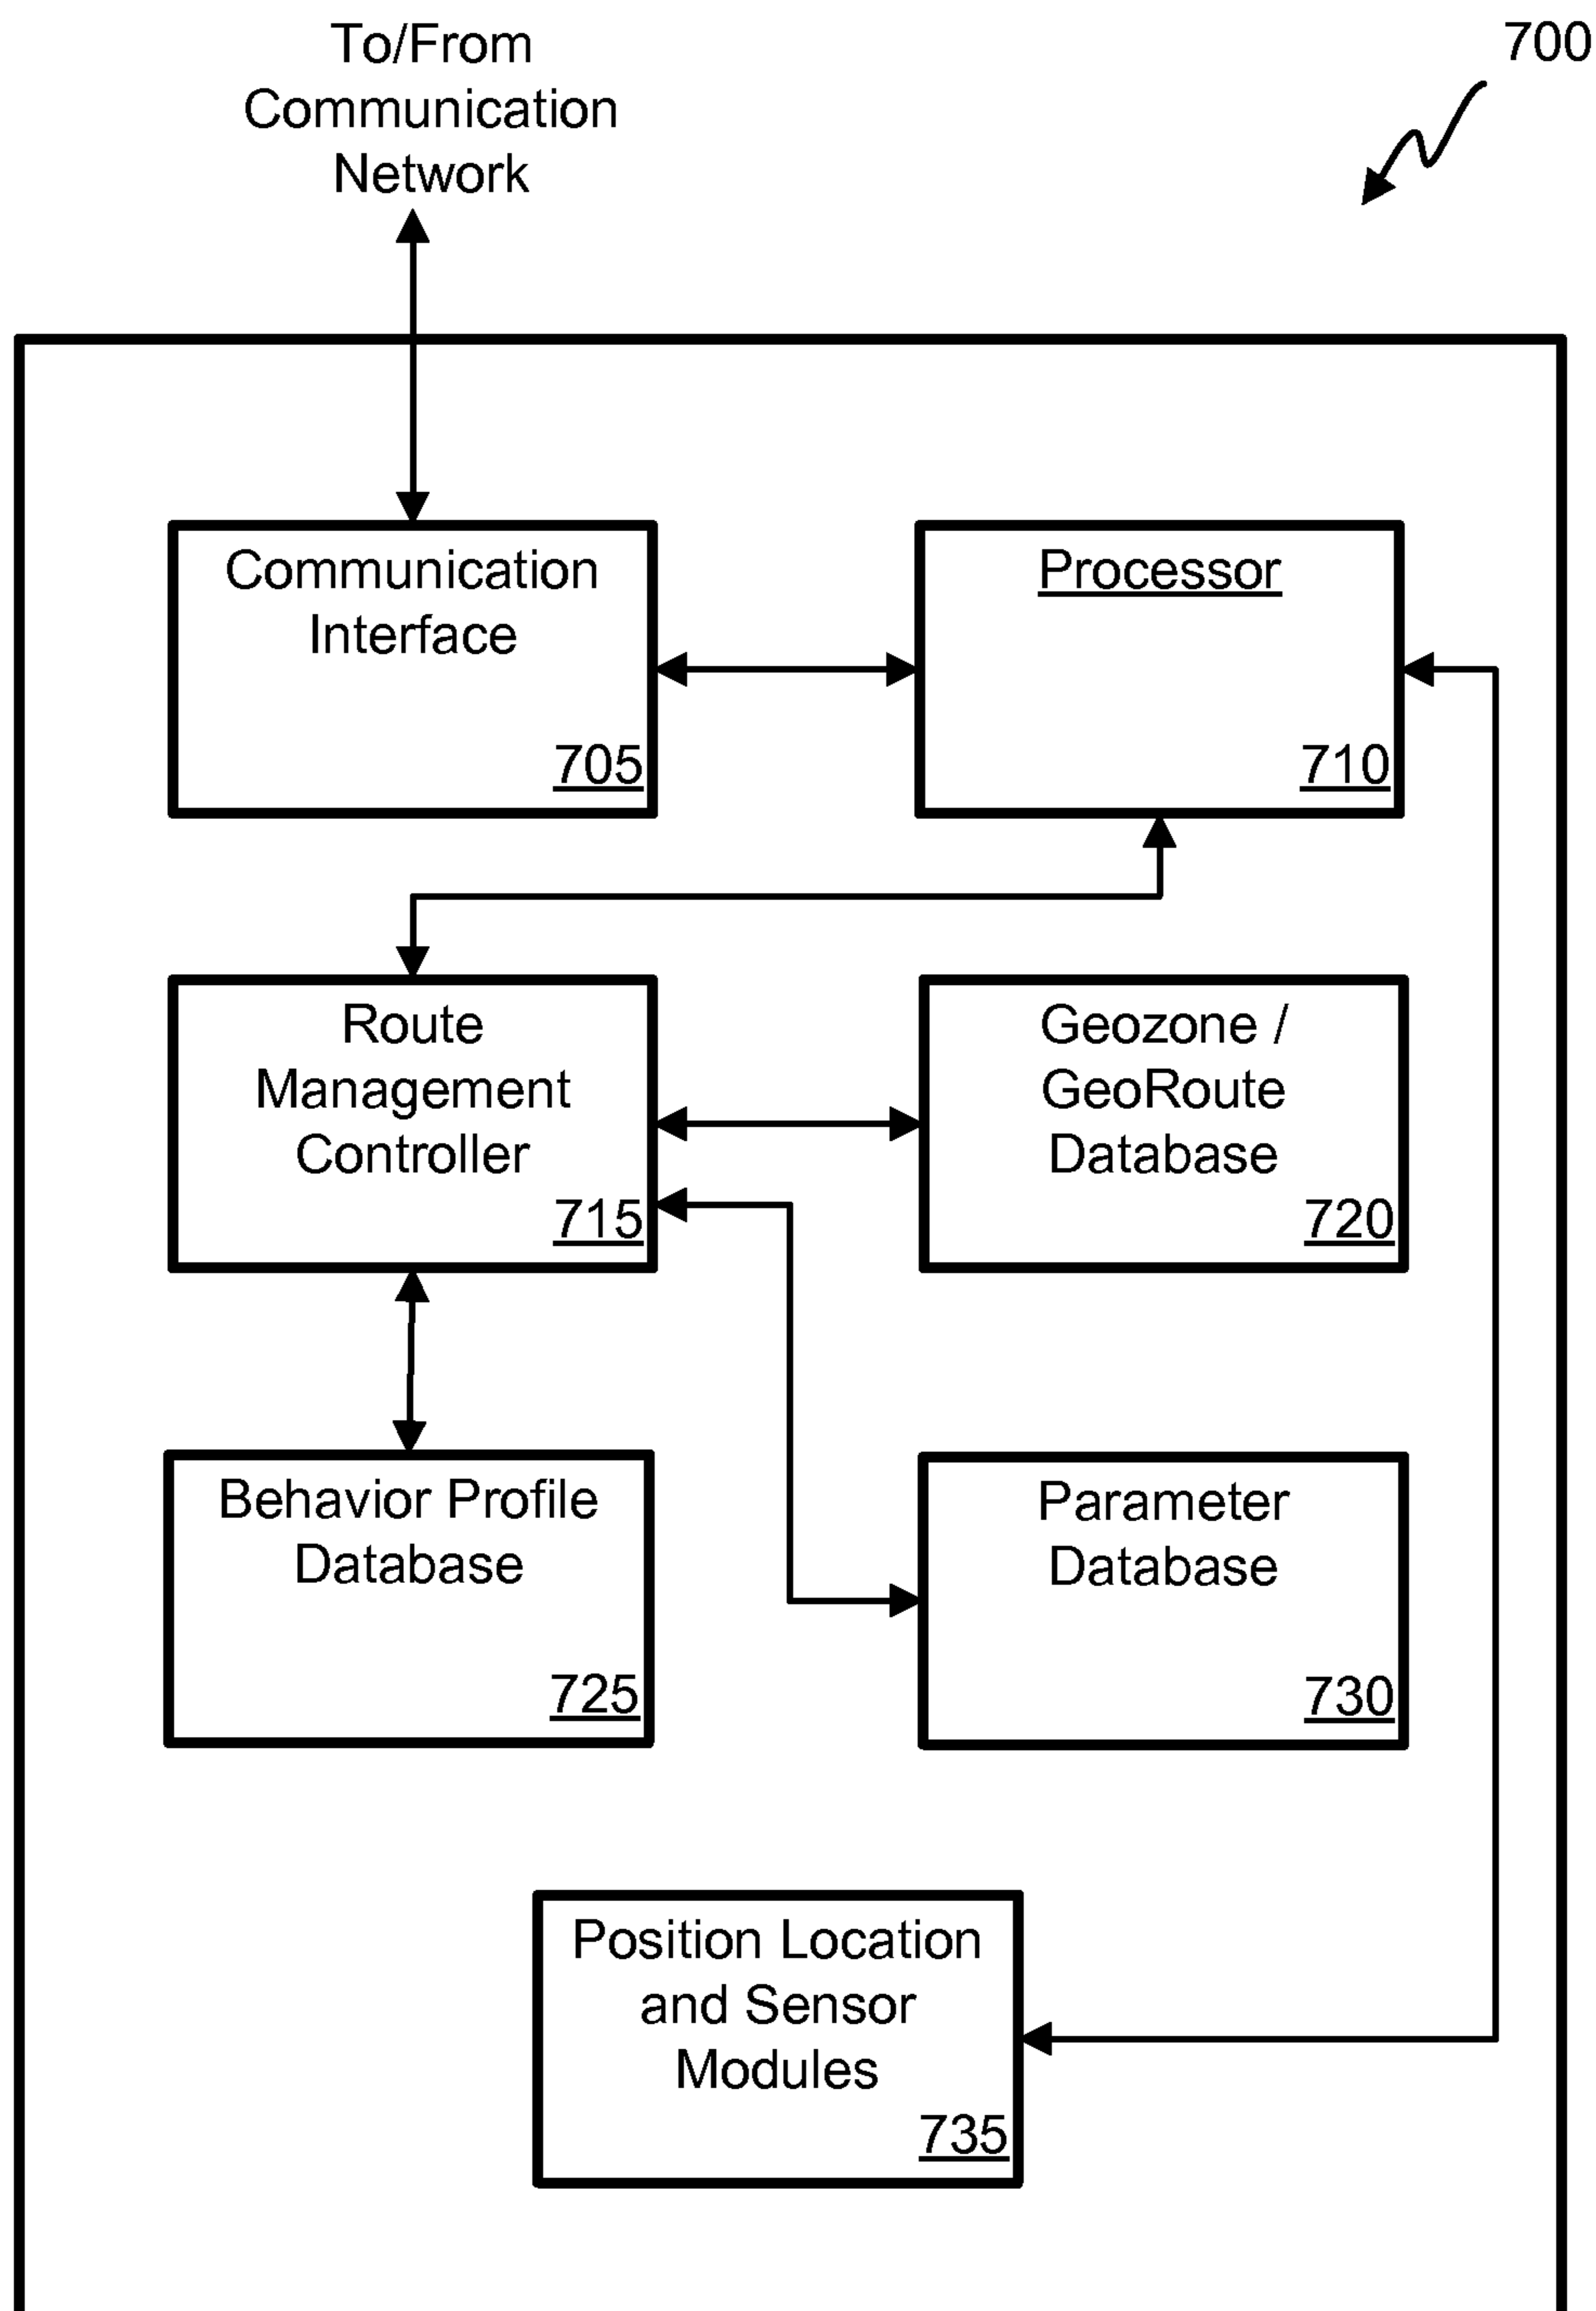 To/From
Communication
Network
700
Communication
Interface
705
Processor
710
Route
Management
Controller
715
Geozone /
GeoRoute
Database
720
Behavior Profile
Database
725
Parameter
Database
730
Position Location
and Sensor
Modules
735